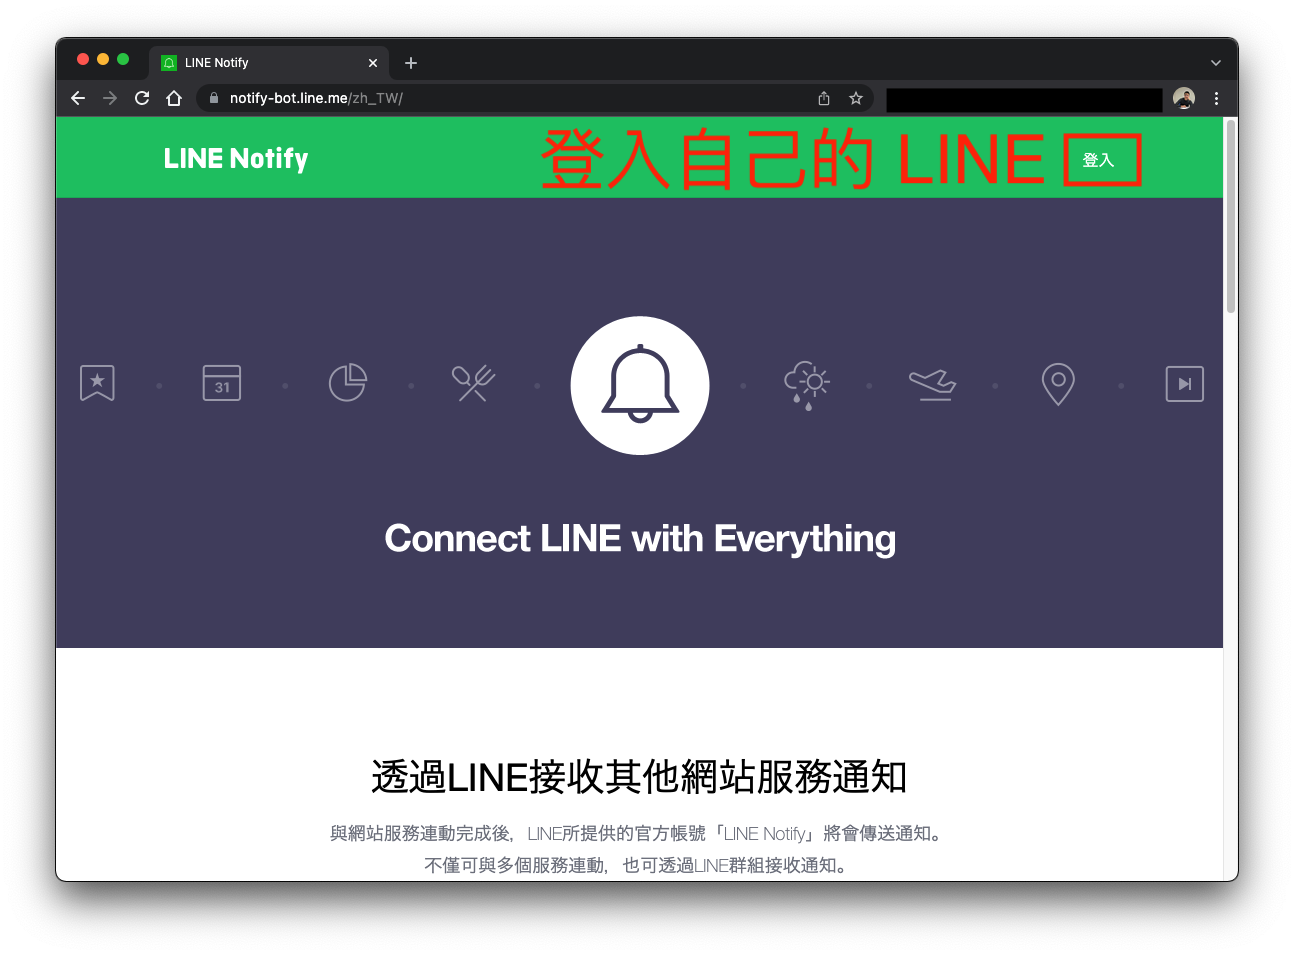 LINE Notify
notify-bot.line.me/zh_TW/
LINE Notify
登入自己的 LINE
登入
31
Connect LINE with Everything
透過LINE接收其他網站服務通知
與網站服務連動完成後，LINE所提供的官方帳號「LINE Notify」將會傳送通知。
不僅可與多個服務連動，也可透過LINE群組接收通知。